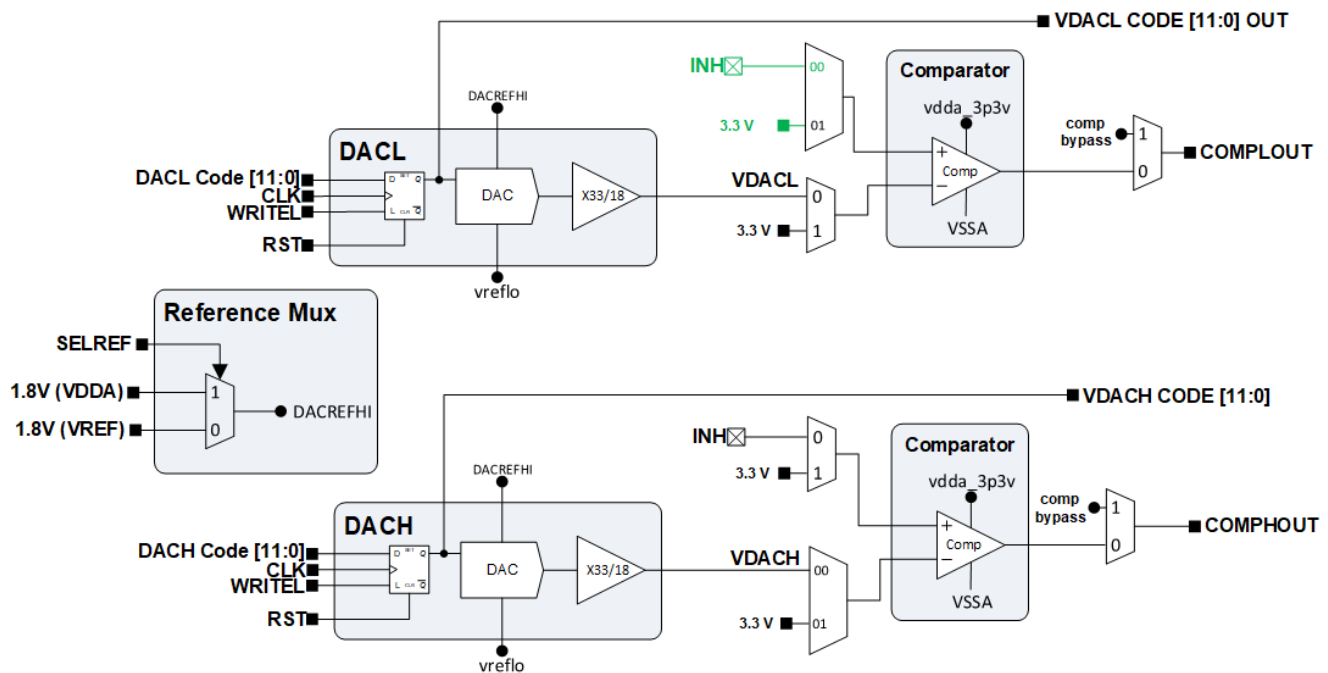 VDACL CODE [11:0] OUT
INH
00
Comparator
DACREFHI
vdda_3p3v
3.3 V
01
comp
bypass
1
0
COMPLOUT
DACL
DACL Code [11:0]
CLK
WRITEL
RST
D SET Q
L CLR Q
DAC
X33/18
VDACL
0
3.3 V
1
+
Comp
−
VSSA
vreflo
Reference Mux
SELREF
1.8V (VDDA)
1
DACREFHI
1.8V (VREF)
0
VDACH CODE [11:0]
INH
0
3.3 V
1
Comparator
DACREFHI
vdda_3p3v
comp
bypass
1
0
COMPHOUT
DACH
DACH Code [11:0]
CLK
WRITEL
RST
D SET Q
L CLR Q
DAC
X33/18
VDACH
00
3.3 V
01
+
Comp
−
VSSA
vreflo